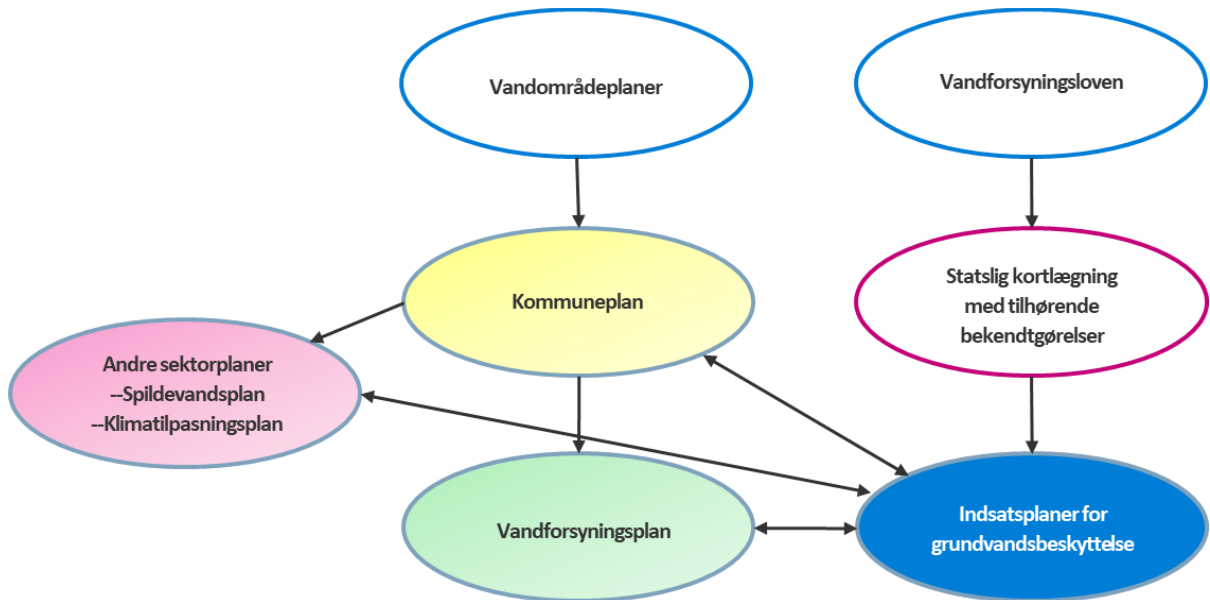 Vandområdeplaner
Vandforsyningsloven
Kommuneplan
Statslig kortlægning
med tilhørende
bekendtgørelser
Andre sektorplaner
--Spildevandsplan
--Klimatilpasningsplan
Vandforsyningsplan
Indsatsplaner for
grundvandsbeskyttelse